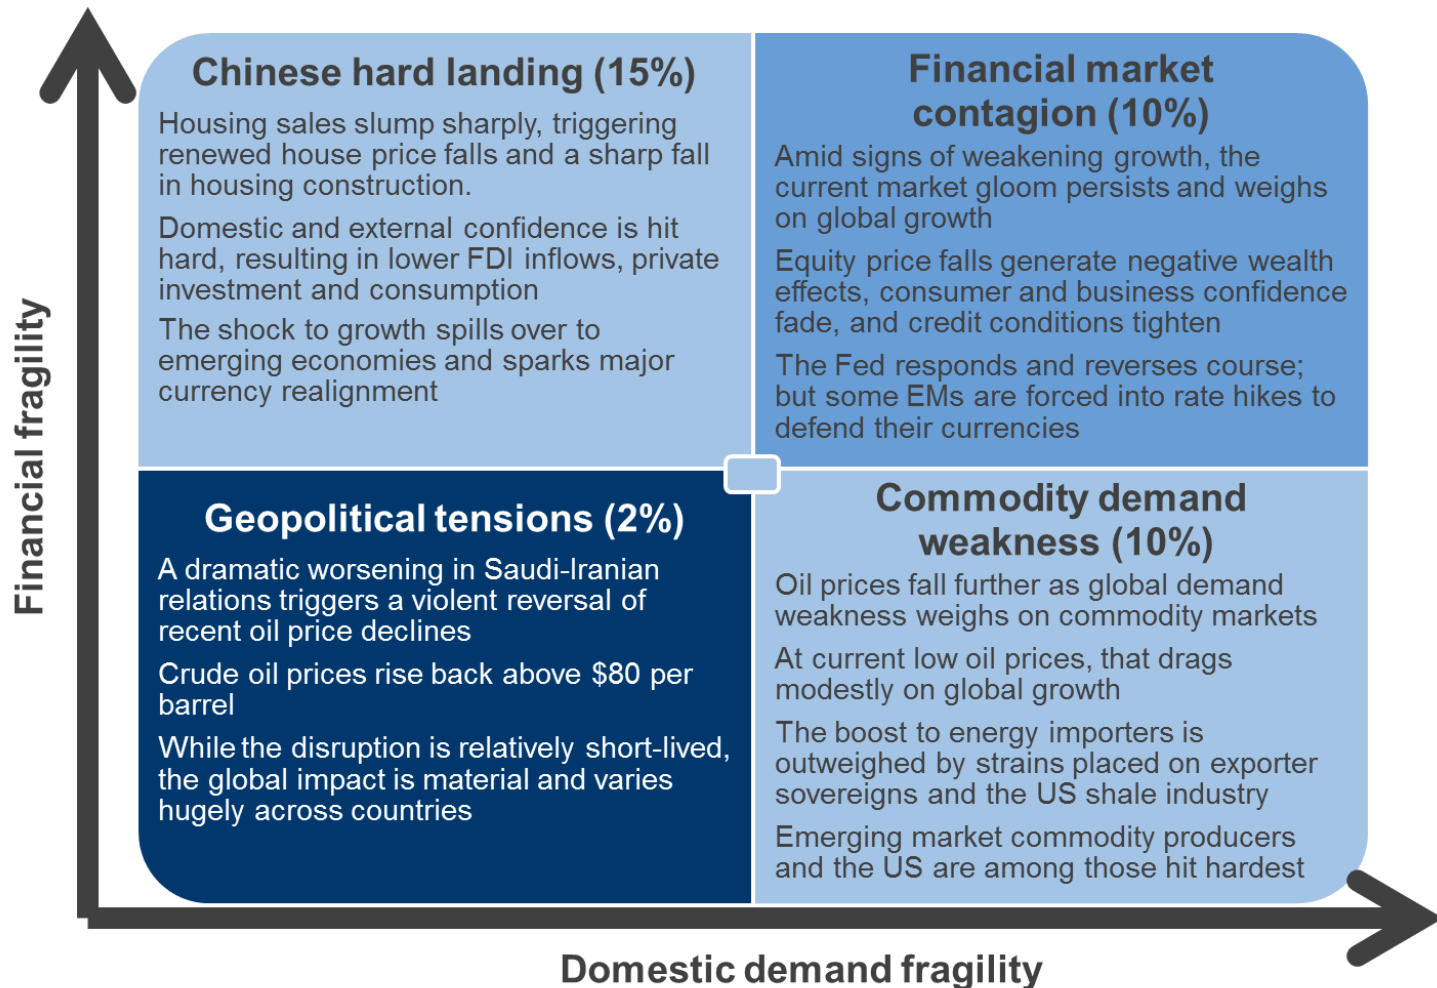 Financial fragility
Chinese hard landing (15%)
Housing sales slump sharply, triggering
renewed house price falls and a sharp fall
in housing construction.
Domestic and external confidence is hit
hard, resulting in lower FDI inflows, private
investment and consumption
The shock to growth spills over to
emerging economies and sparks major
currency realignment
Financial market
contagion (10%)
Amid signs of weakening growth, the
current market gloom persists and weighs
on global growth
Equity price falls generate negative wealth
effects, consumer and business confidence
fade, and credit conditions tighten
The Fed responds and reverses course;
but some EMs are forced into rate hikes to
defend their currencies
Geopolitical tensions (2%)
A dramatic worsening in Saudi-Iranian
relations triggers a violent reversal of
recent oil price declines
Crude oil prices rise back above $80 per
barrel
While the disruption is relatively short-lived,
the global impact is material and varies
hugely across countries
Commodity demand
weakness (10%)
Oil prices fall further as global demand
weakness weighs on commodity markets
At current low oil prices, that drags
modestly on global growth
The boost to energy importers is
outweighed by strains placed on exporter
sovereigns and the US shale industry
Emerging market commodity producers
and the US are among those hit hardest
Domestic demand fragility